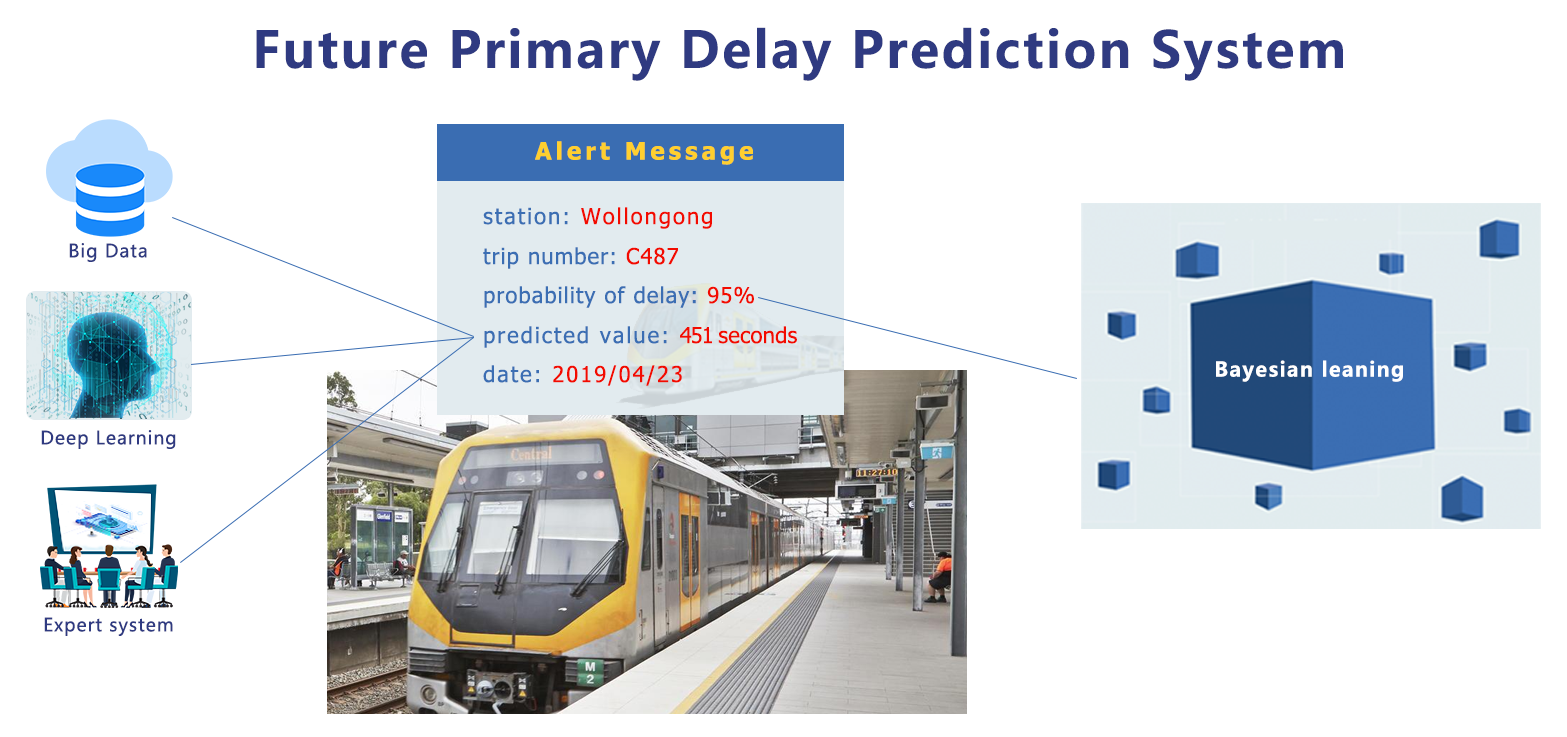 Future Primary Delay Prediction System
Alert Message
station: Wollongong
trip number: C487
probability of delay: 95%
predicted value: 451 seconds
date: 2019/04/23
Big Data
Deep Learning
Expert system
Bayesian leaning
Central
Glenfield
M
2